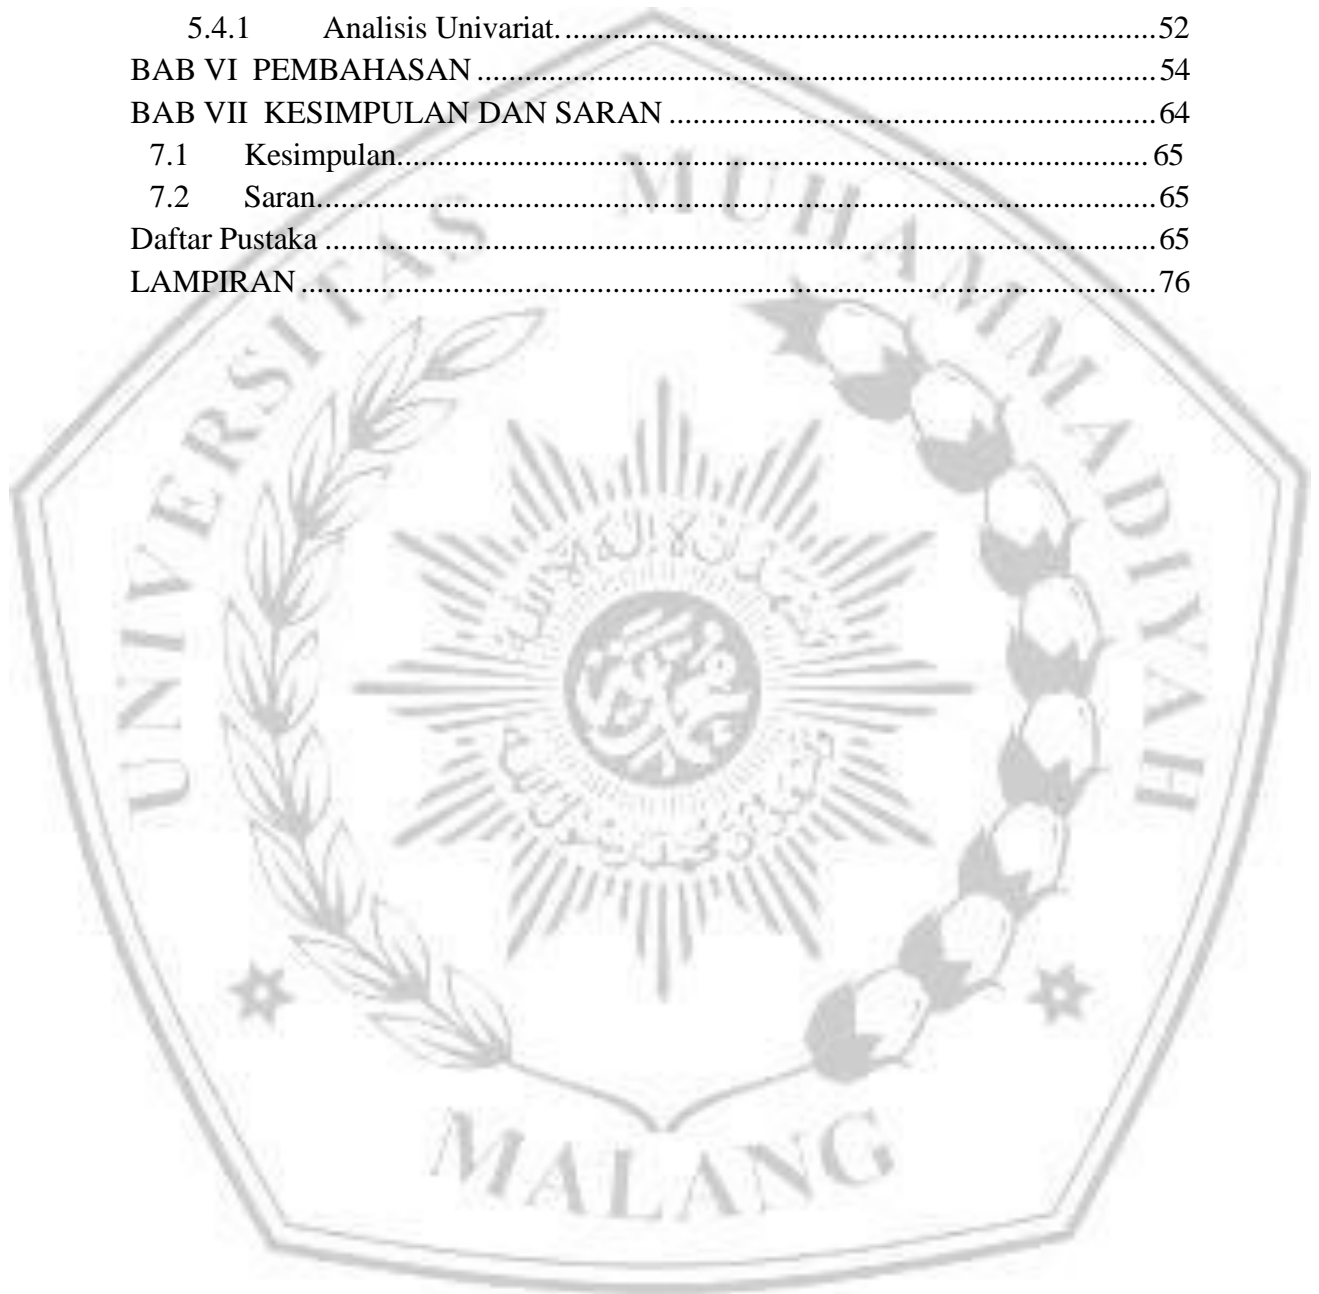 5.4.1 Analisis Univariat. ........................................................................... 52
BAB VI  PEMBAHASAN ...................................................................................... 54
BAB VII  KESIMPULAN DAN SARAN ................................................................. 64
7.1 Kesimpulan............................................................................................... 65
7.2 Saran.......................................................................................................... 65
Daftar Pustaka ......................................................................................................... 65
LAMPIRAN ............................................................................................................ 76
UNIVERSITAS MUHAMMADIYAH
MALANG